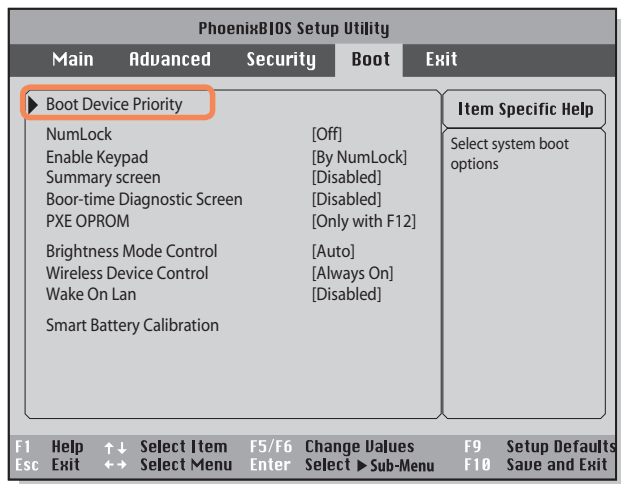 PhoenixBIOS Setup Utility
Main Advanced Security Boot Exit
▶ Boot Device Priority
NumLock [Off]
Enable Keypad [By NumLock]
Summary screen [Disabled]
Boor-time Diagnostic Screen [Disabled]
PXE OPROM [Only with F12]
Brightness Mode Control [Auto]
Wireless Device Control [Always On]
Wake On Lan [Disabled]
Smart Battery Calibration
Item Specific Help
Select system boot
options
F1 Help ↑↓ Select Item F5/F6 Change Values F9 Setup Defaults
Esc Exit ←→ Select Menu Enter Select ▶ Sub-Menu F10 Save and Exit